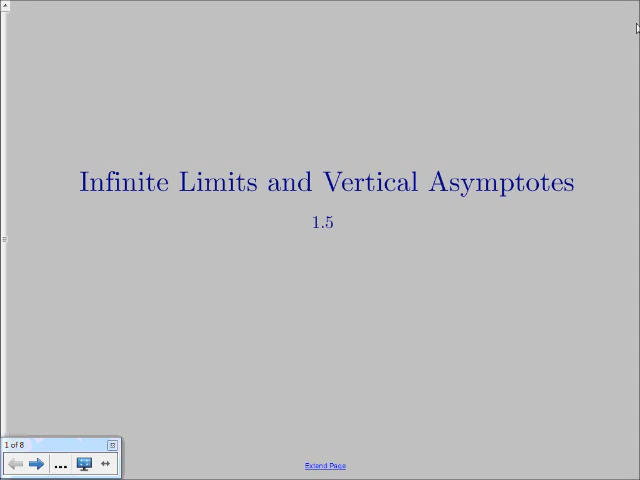 Infinite Limits and Vertical Asymptotes
1.5
1 of 8
Extend Page